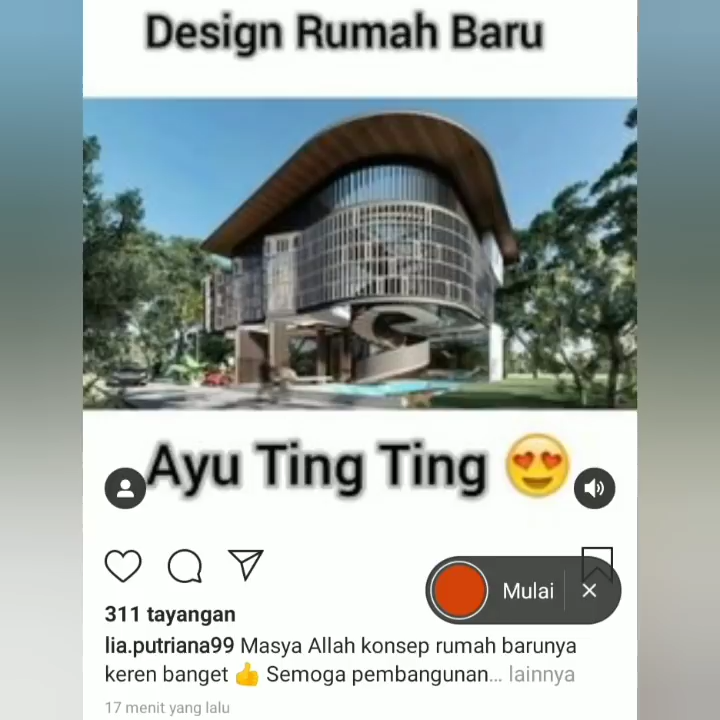 Design Rumah Baru
Ayu Ting Ting 😍
Mulai
311 tayangan
lia.putriana99 Masya Allah konsep rumah barunya
keren banget 👍 Semoga pembangunan... lainnya
17 menit yang lalu